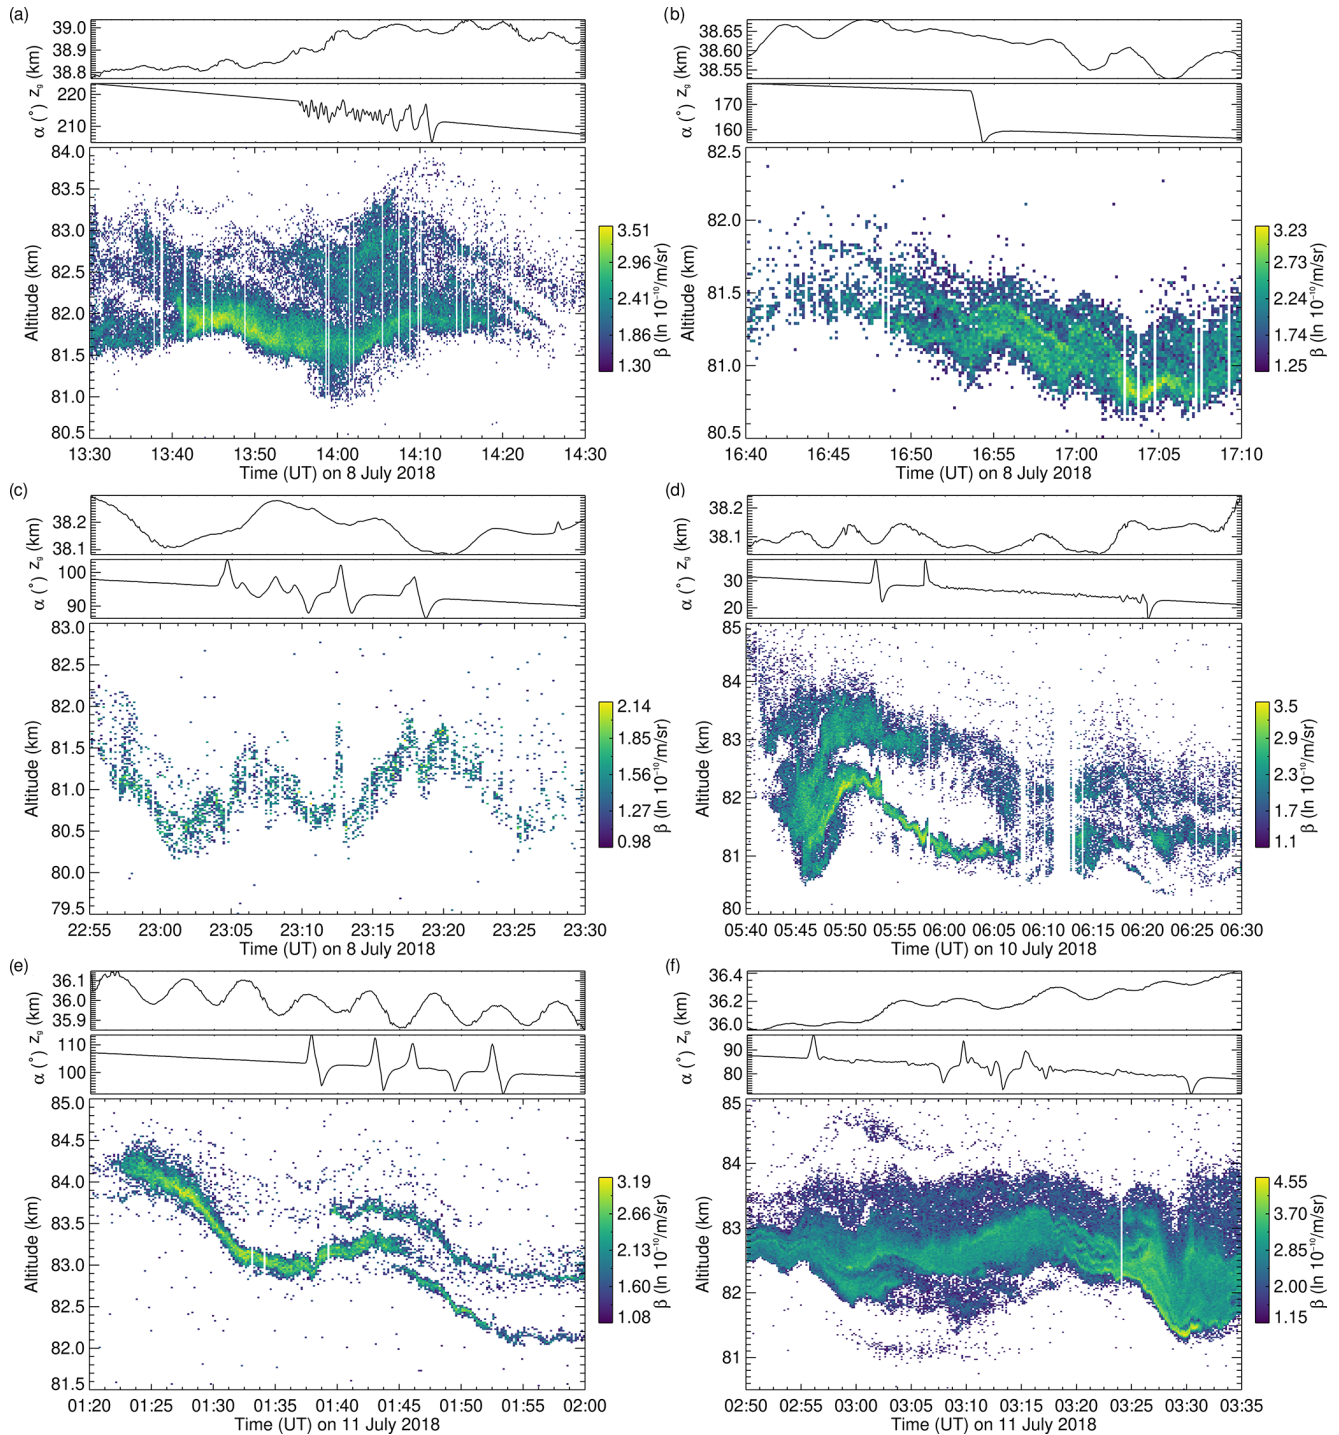 (a)
39.0
38.9
38.8
z_g (km)
220
210
α (°)
84.0
83.5
83.0
82.5
82.0
81.5
81.0
80.5
Altitude (km)
13:30 13:40 13:50 14:00 14:10 14:20 14:30
Time (UT) on 8 July 2018
3.51
2.96
2.41
1.86
1.30
β (ln 10⁻¹⁰/m/sr)
(b)
38.65
38.55
z_g (km)
170
160
α (°)
82.5
82.0
81.5
81.0
80.5
Altitude (km)
16:40 16:45 16:50 16:55 17:00 17:05 17:10
Time (UT) on 8 July 2018
3.23
2.73
2.24
1.74
1.25
β (ln 10⁻¹⁰/m/sr)
(c)
38.2
38.1
z_g (km)
100
90
α (°)
83.0
82.5
82.0
81.5
81.0
80.5
80.0
79.5
Altitude (km)
22:55 23:00 23:05 23:10 23:15 23:20 23:25 23:30
Time (UT) on 8 July 2018
2.14
1.85
1.56
1.27
0.98
β (ln 10⁻¹⁰/m/sr)
(d)
38.2
38.1
z_g (km)
30
20
α (°)
85
84
83
82
81
80
Altitude (km)
05:40 05:45 05:50 05:55 06:00 06:05 06:10 06:15 06:20 06:25 06:30
Time (UT) on 10 July 2018
3.5
2.9
2.3
1.7
1.1
β (ln 10⁻¹⁰/m/sr)
(e)
36.1
36.0
35.9
z_g (km)
110
100
α (°)
85.0
84.5
84.0
83.5
83.0
82.5
82.0
81.5
Altitude (km)
01:20 01:25 01:30 01:35 01:40 01:45 01:50 01:55 02:00
Time (UT) on 11 July 2018
3.19
2.66
2.13
1.60
1.08
β (ln 10⁻¹⁰/m/sr)
(f)
36.4
36.2
36.0
z_g (km)
90
80
α (°)
85
84
83
82
81
Altitude (km)
02:50 02:55 03:00 03:05 03:10 03:15 03:20 03:25 03:30 03:35
Time (UT) on 11 July 2018
4.55
3.70
2.85
2.00
1.15
β (ln 10⁻¹⁰/m/sr)